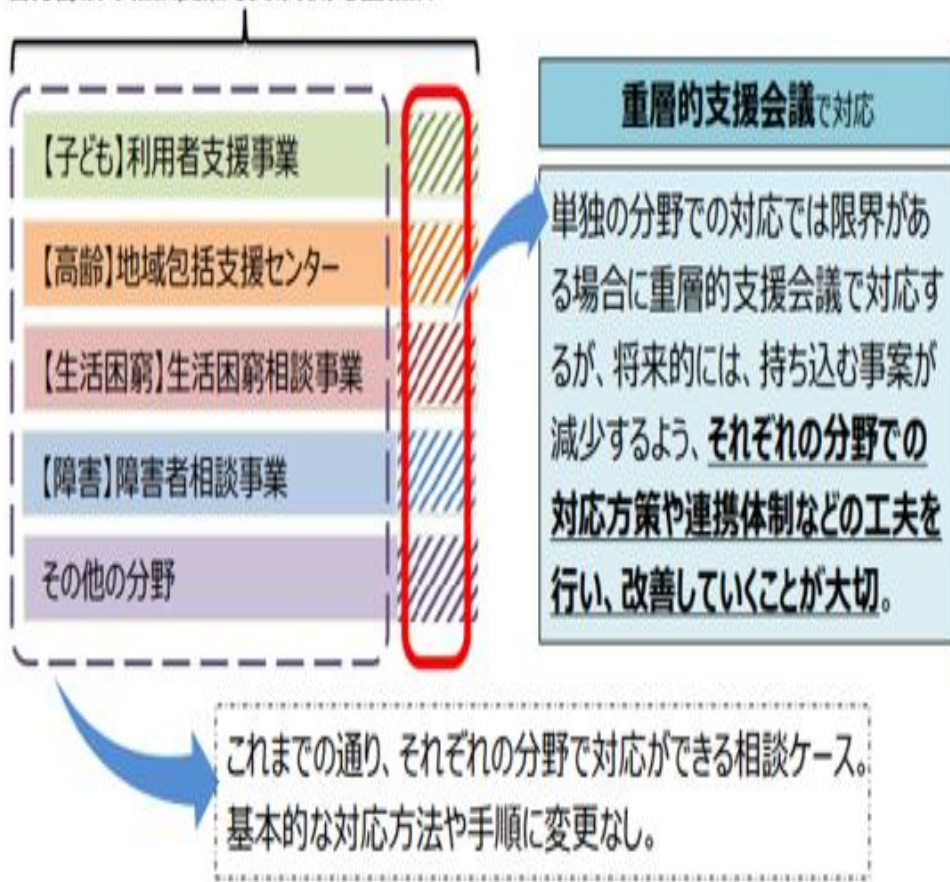 【子ども】利用者支援事業
【高齢】地域包括支援センター
【生活困窮】生活困窮相談事業
【障害】障害者相談事業
その他の分野
重層的支援会議で対応
単独の分野での対応では限界があ
る場合に重層的支援会議で対応す
るが、将来的には、持ち込む事案が
減少するよう、それぞれの分野での
対応方策や連携体制などの工夫を
行い、改善していくことが大切。
これまでの通り、それぞれの分野で対応ができる相談ケース。
基本的な対応方法や手順に変更なし。